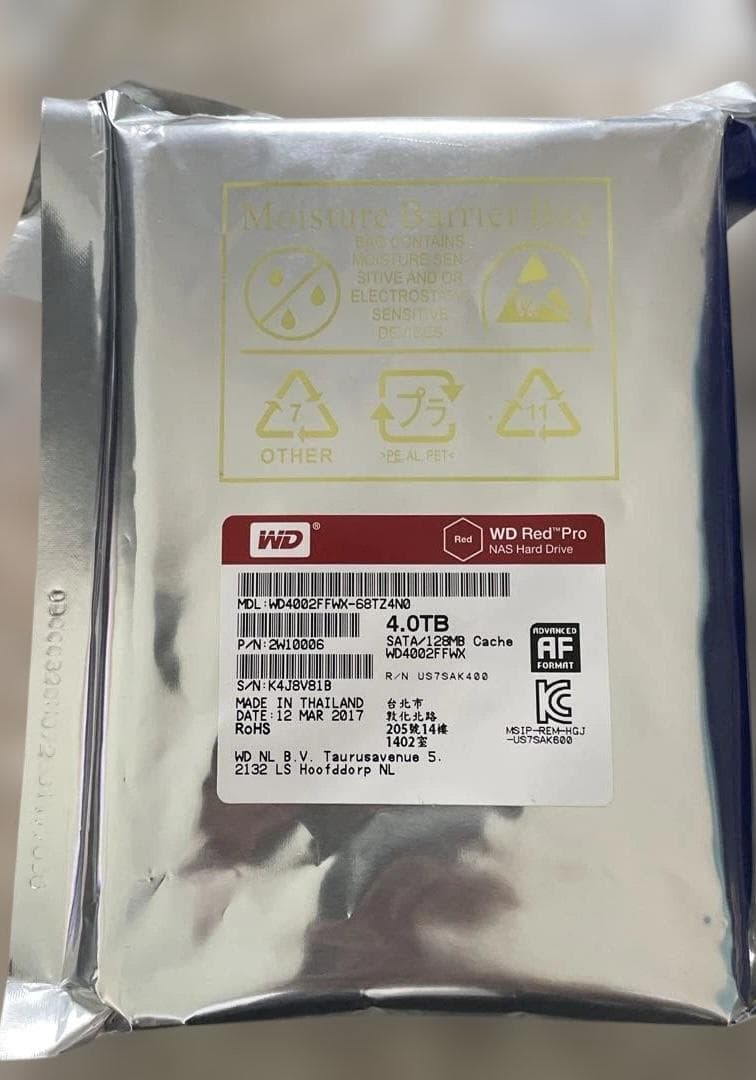 Moisture Barrier Bag
BAG CONTAINS
MOISTURE SEN-
SITIVE AND OR
ELECTROSTATIC
SENSITIVE
DEVICES
7
プラ
11
OTHER
>PE,AL,PET<
WD®
Red
WD Red™Pro
NAS Hard Drive
MDL:WD4002FFWX-68TZ4N0
4.0TB
SATA/128MB Cache
WD4002FFWX
P/N:2W10006
R/N US7SAK400
S/N:K4J8V81B
ADVANCED
AF
FORMAT
MADE IN THAILAND
DATE:12 MAR 2017
RoHS
台北市
敦化北路
205號14樓
1402室
MSIP-REM-HGJ
-US7SAK600
WD NL B.V. Taurusavenue 5.
2132 LS Hoofddorp NL